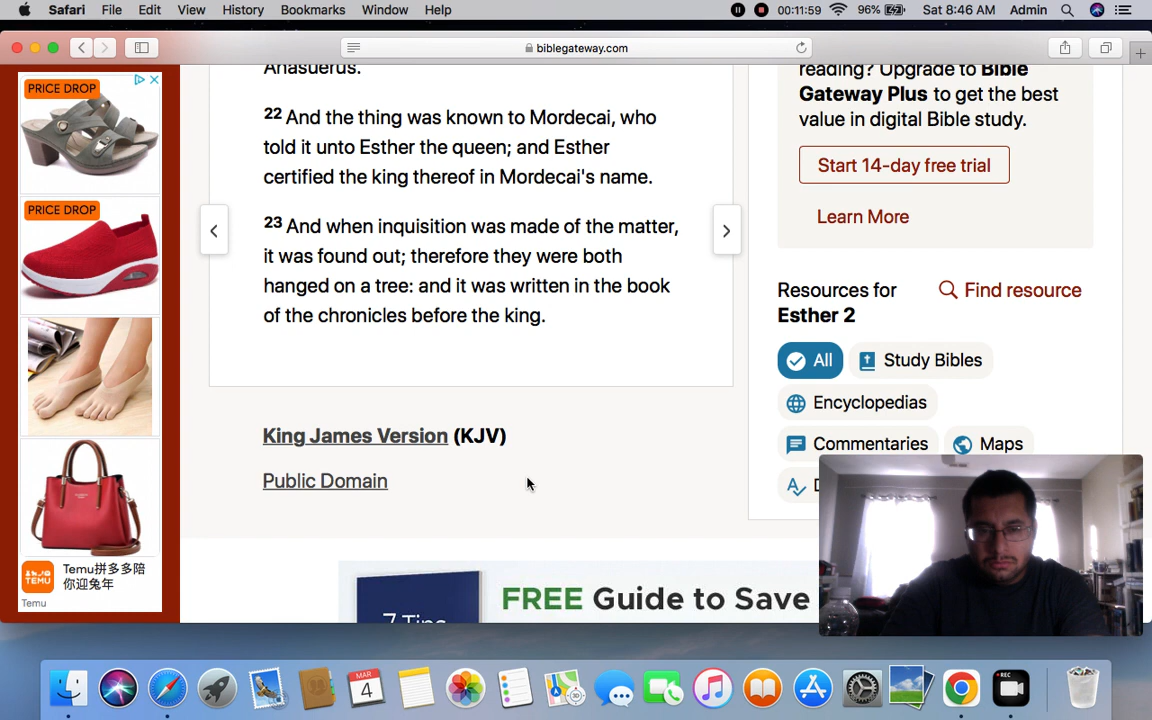 Safari File Edit View History Bookmarks Window Help 00:11:59 96% Sat 8:46 AM Admin
biblegateway.com
PRICE DROP
PRICE DROP
Temu拼多多陪
你迎兔年
TEMU
Temu
Ahasuerus.
22 And the thing was known to Mordecai, who
told it unto Esther the queen; and Esther
certified the king thereof in Mordecai's name.
23 And when inquisition was made of the matter,
it was found out; therefore they were both
hanged on a tree: and it was written in the book
of the chronicles before the king.
King James Version (KJV)
Public Domain
reading? Upgrade to Bible
Gateway Plus to get the best
value in digital Bible study.
Start 14-day free trial
Learn More
Resources for
Esther 2
Find resource
All Study Bibles
Encyclopedias
Commentaries Maps
7 Tips
FREE Guide to Save
MAR
4
REC